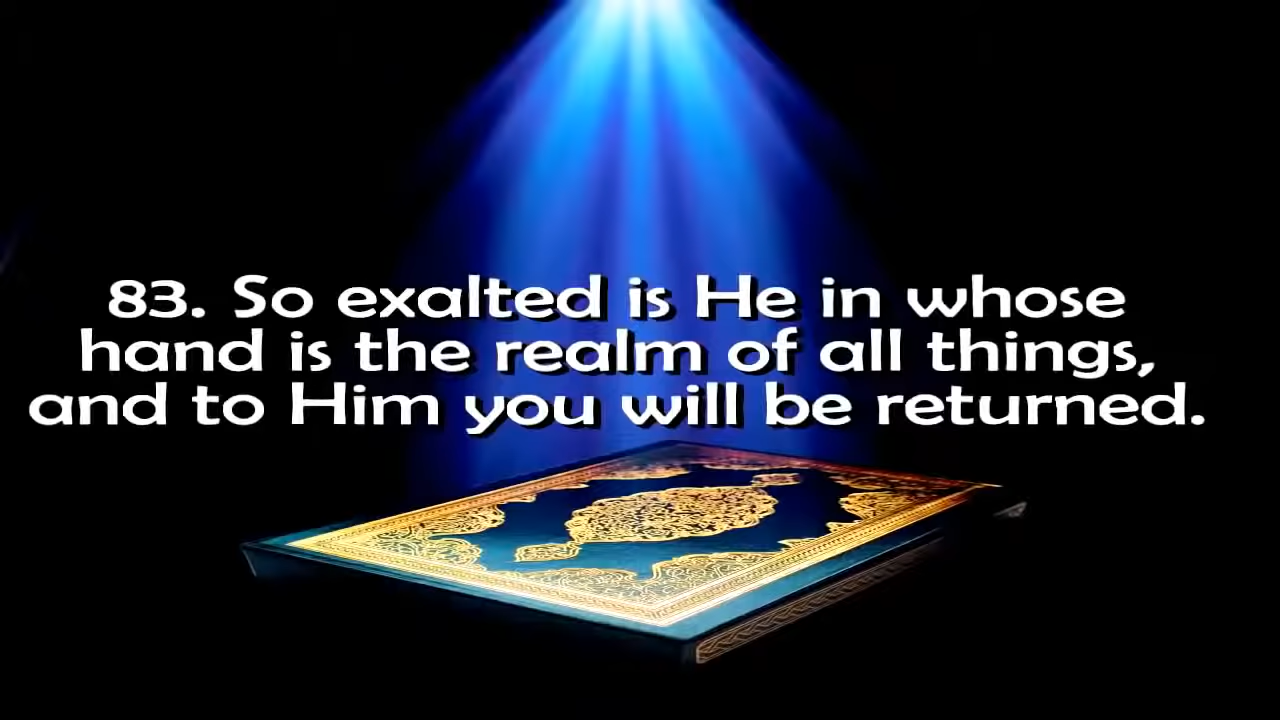 83. So exalted is He in whose
hand is the realm of all things,
and to Him you will be returned.